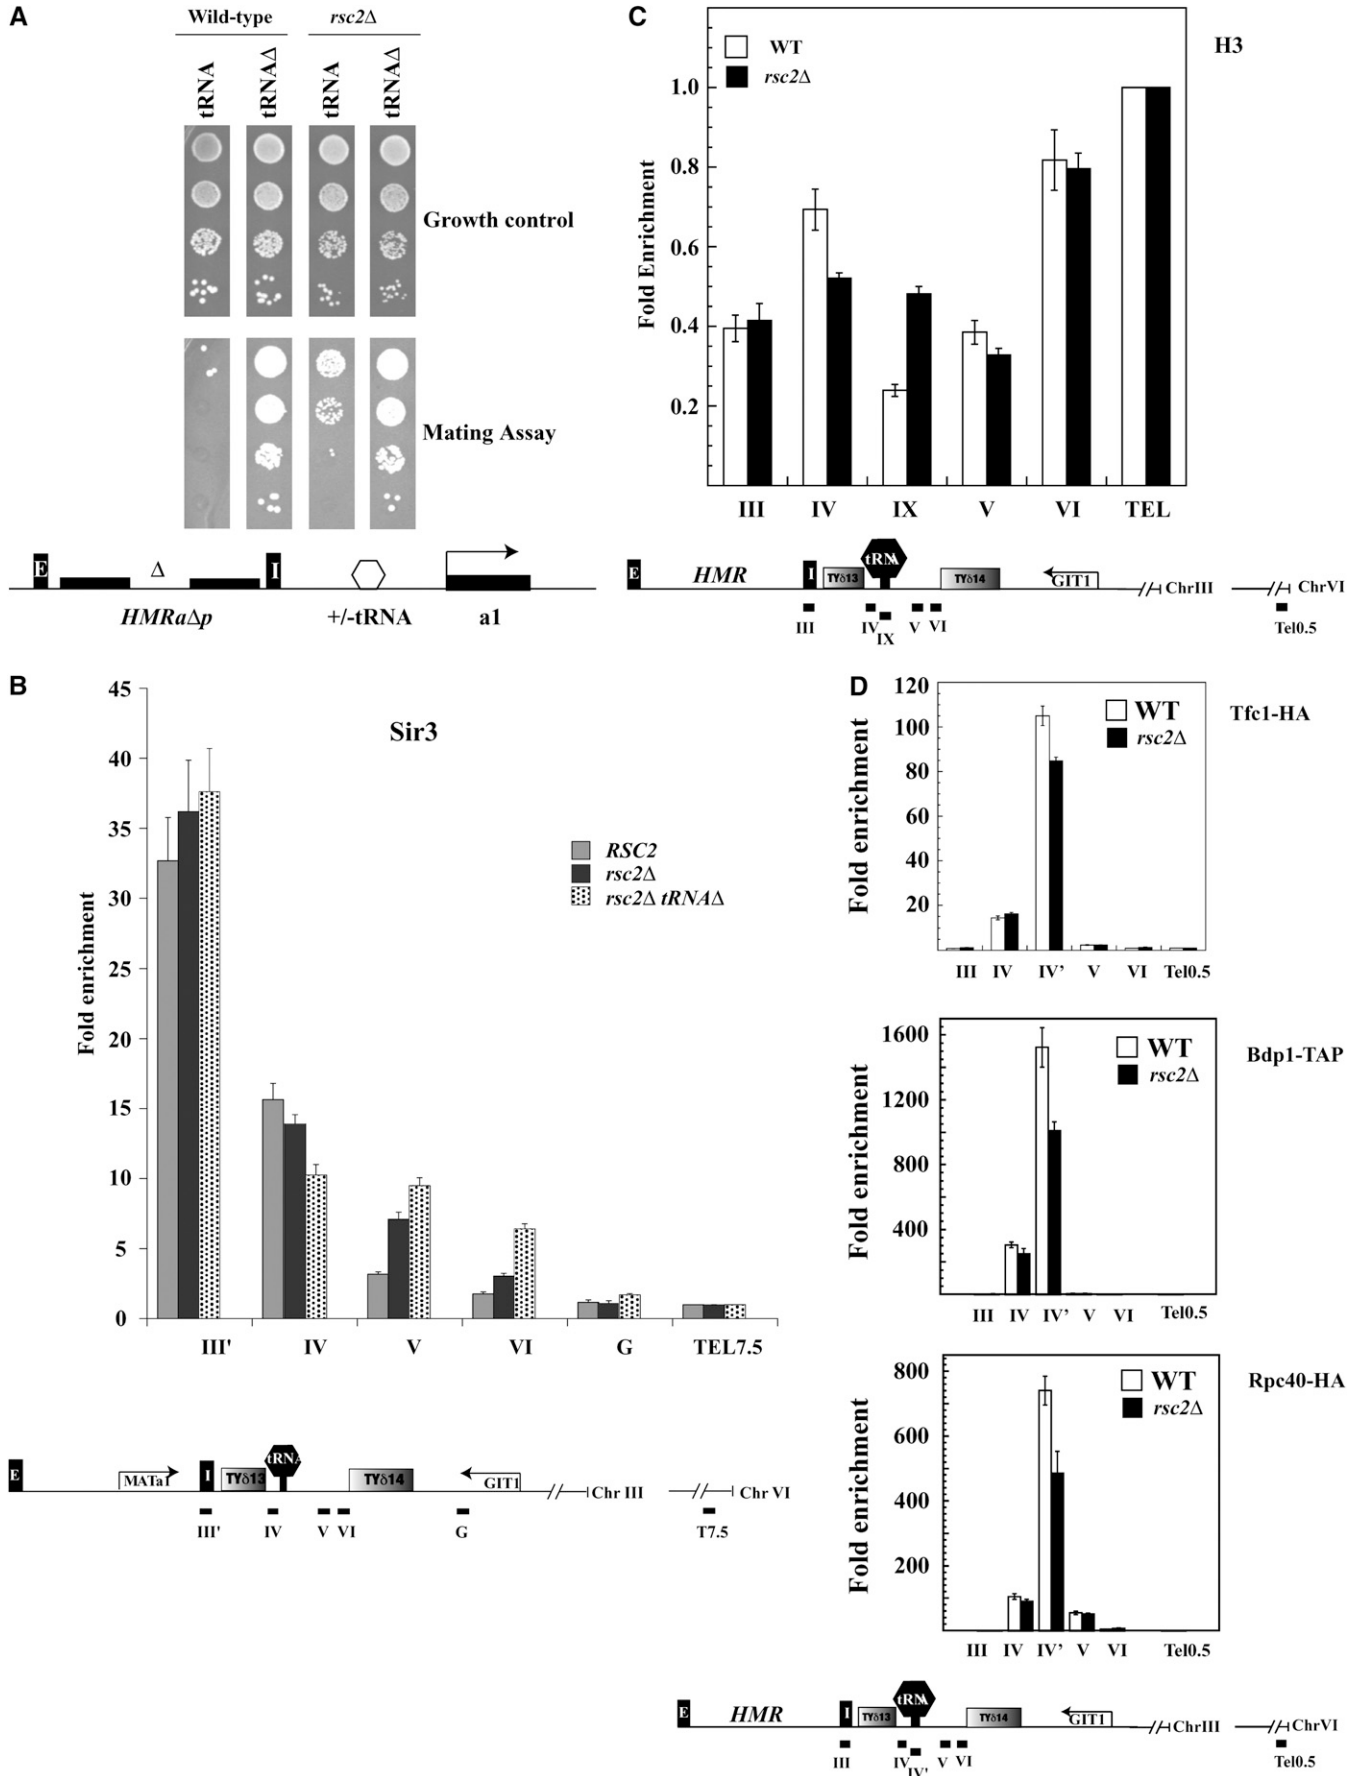 A
Wild-type
rsc2Δ
tRNA
tRNAΔ
tRNA
tRNAΔ
Growth control
Mating Assay
E
Δ
I
HMRaΔp
+/-tRNA
a1
B
45
40
35
30
25
20
15
10
5
0
Fold enrichment
Sir3
RSC2
rsc2Δ
rsc2Δ tRNAΔ
III'
IV
V
VI
G
TEL7.5
E
MATa1
I
TYδ13
tRNA
TYδ14
GIT1
Chr III
Chr VI
III'
IV
V
VI
G
T7.5
C
WT
rsc2Δ
H3
1.0
0.8
0.6
0.4
0.2
Fold Enrichment
III
IV
IX
V
VI
TEL
E
HMR
I
TYδ13
tRNA
TYδ14
GIT1
ChrIII
ChrVI
III
IV
IX
V
VI
Tel0.5
D
120
100
80
60
40
20
Fold enrichment
WT
rsc2Δ
Tfc1-HA
III
IV
IV'
V
VI
Tel0.5
1600
1200
800
400
Fold enrichment
WT
rsc2Δ
Bdp1-TAP
III
IV
IV'
V
VI
Tel0.5
800
600
400
200
Fold enrichment
WT
rsc2Δ
Rpc40-HA
III
IV
IV'
V
VI
Tel0.5
E
HMR
I
TYδ13
tRNA
TYδ14
GIT1
ChrIII
ChrVI
III
IV
IV'
V
VI
Tel0.5